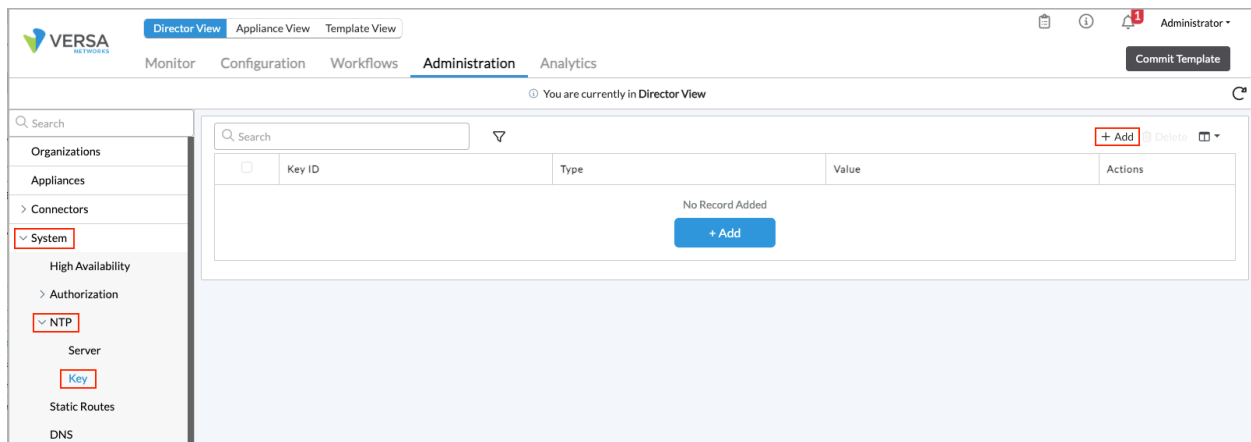 VERSA
NETWORKS
Director View Appliance View Template View
1
Administrator
Monitor Configuration Workflows Administration Analytics
Commit Template
You are currently in Director View
Search
Organizations
Appliances
Connectors
System
High Availability
Authorization
NTP
Server
Key
Static Routes
DNS
Search
+ Add Delete
Key ID Type Value Actions
No Record Added
+ Add